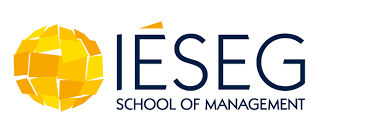 IÉSEG
SCHOOL OF MANAGEMENT